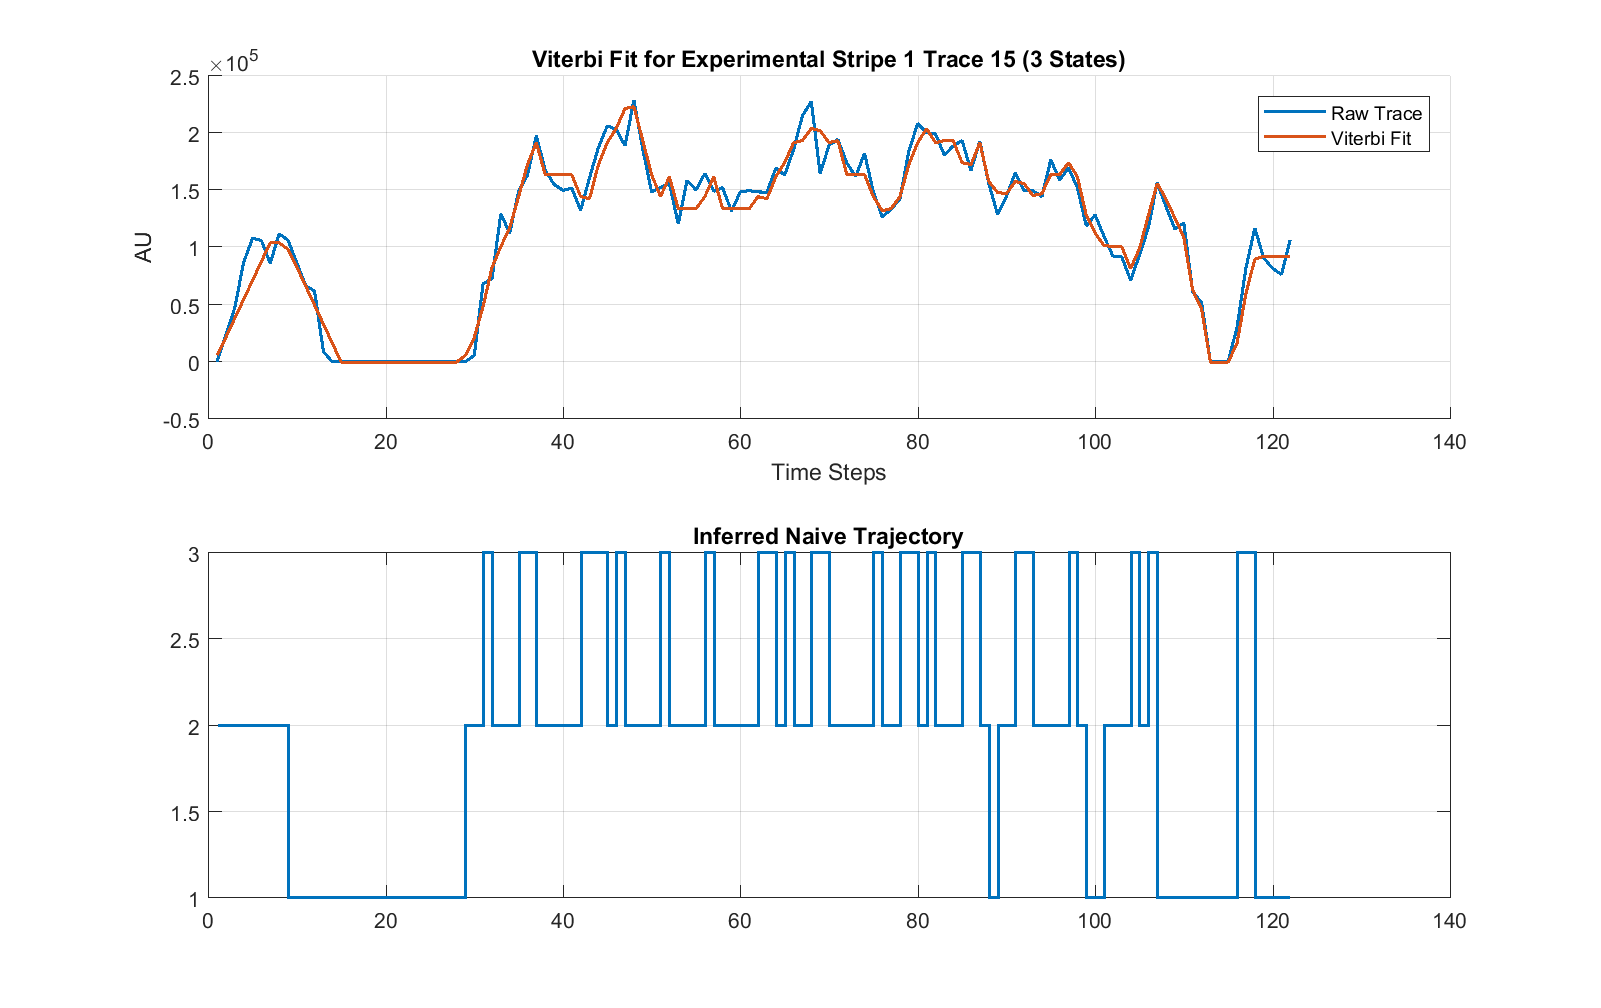 Viterbi Fit for Experimental Stripe 1 Trace 15 (3 States)
×10^5
2.5
2
1.5
1
0.5
0
-0.5
AU
Raw Trace
Viterbi Fit
0 20 40 60 80 100 120 140
Time Steps
Inferred Naive Trajectory
3
2.5
2
1.5
1
0 20 40 60 80 100 120 140